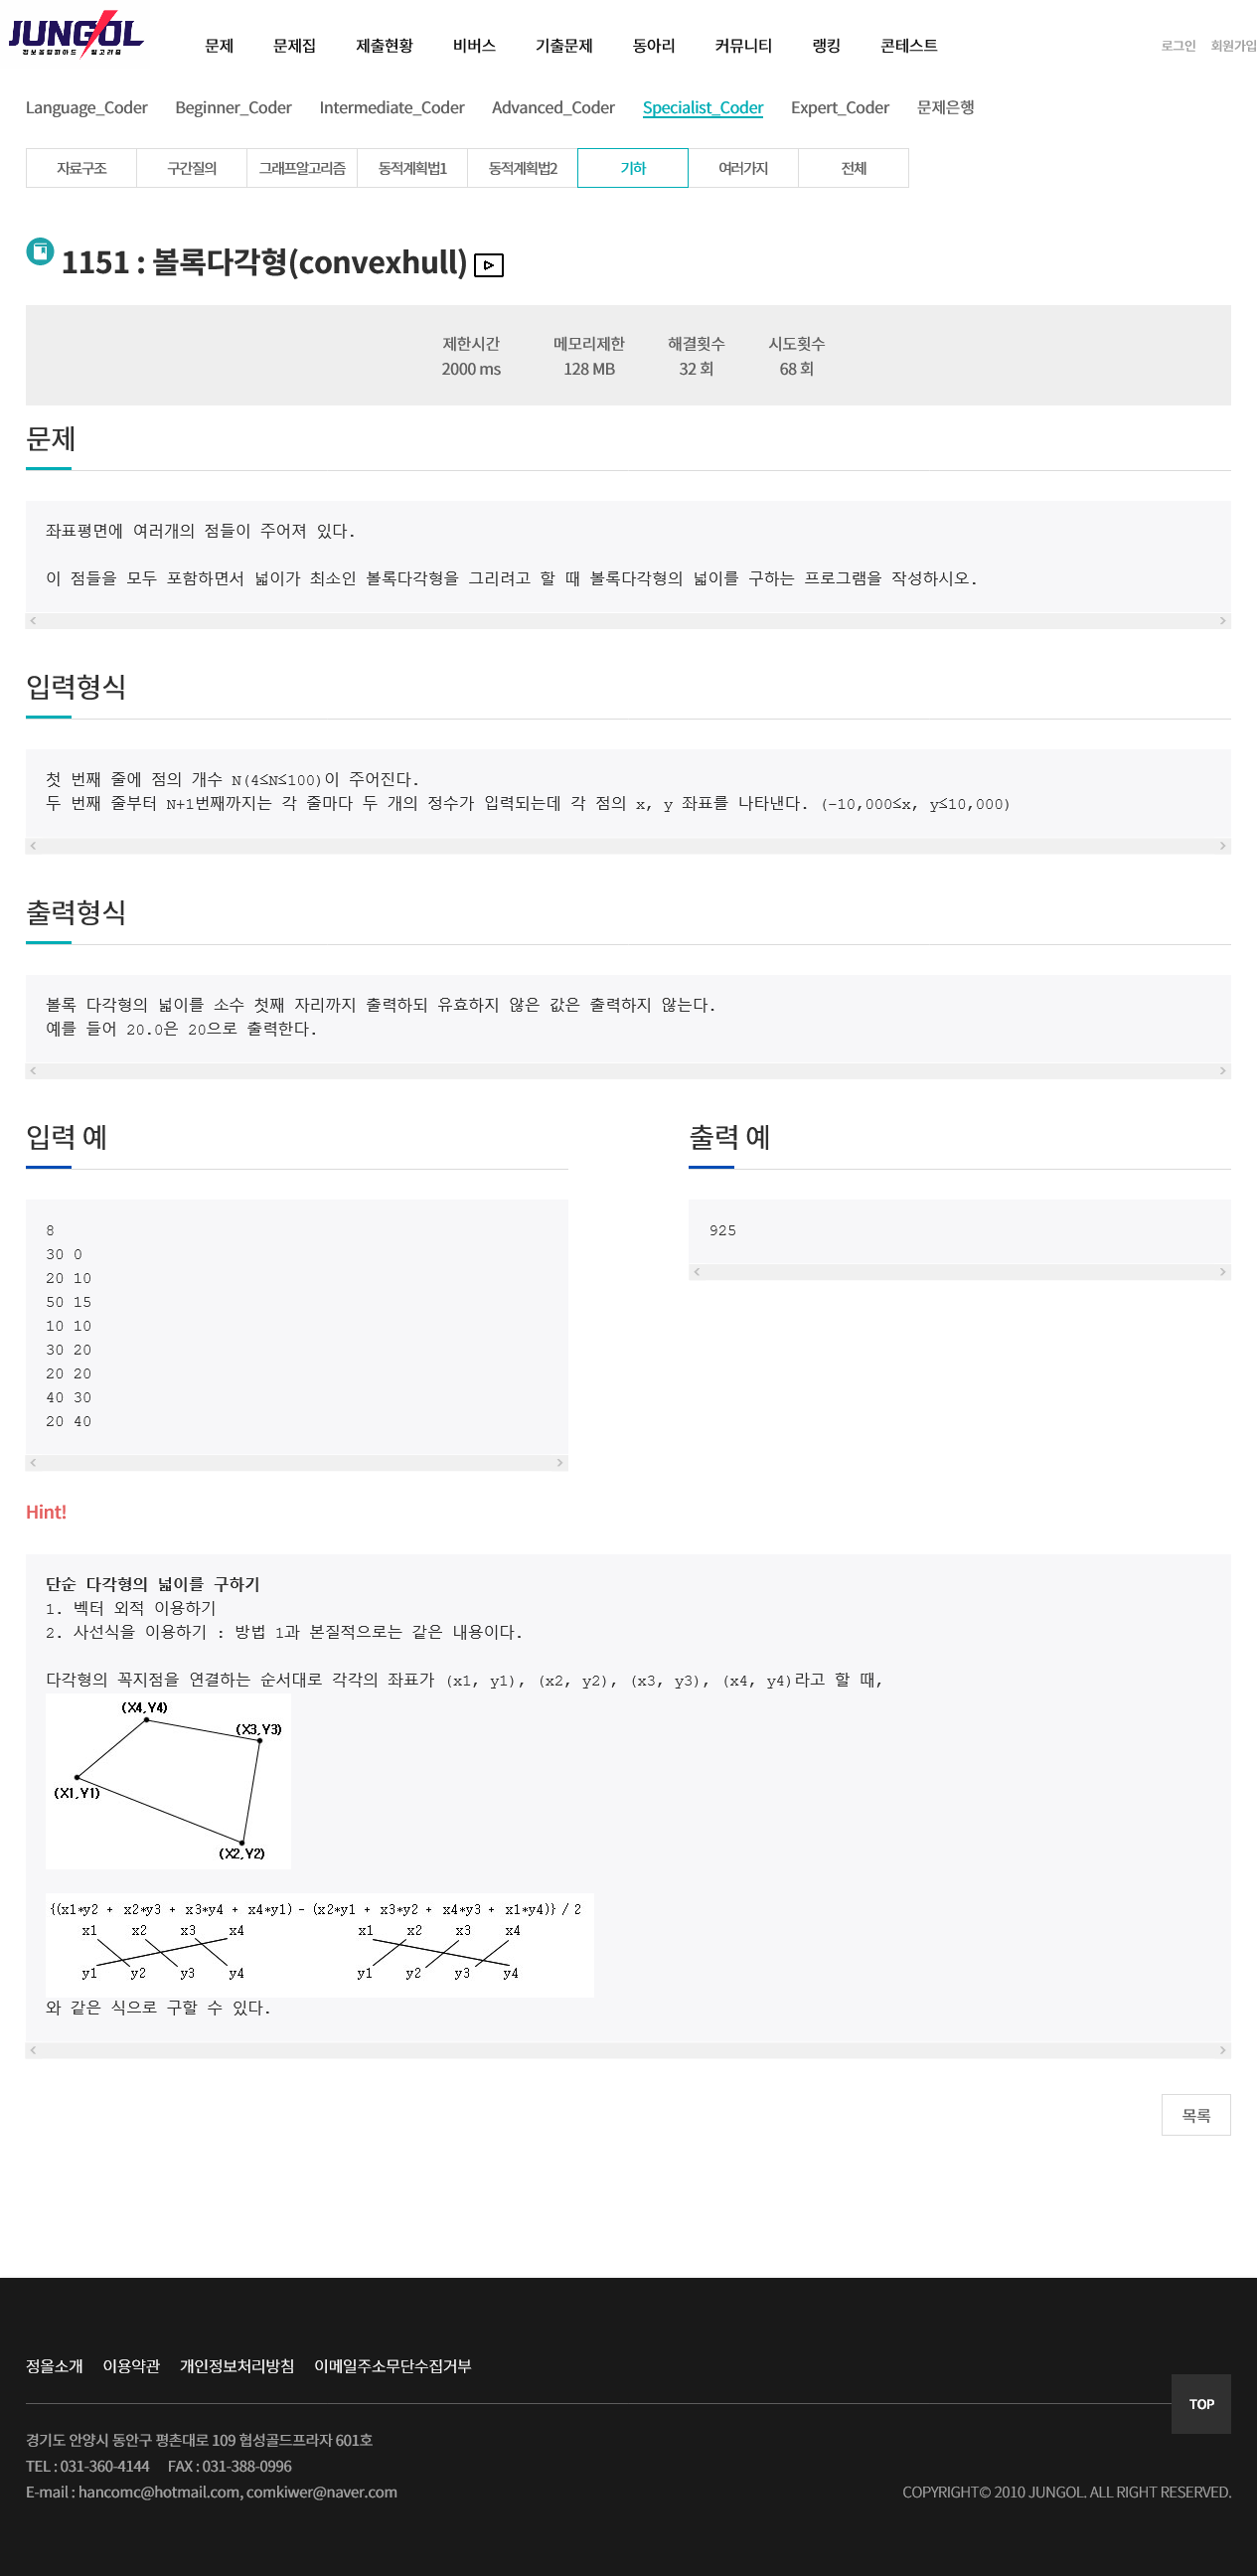 JUNGOL
정보올림피아드 알고리즘
문제 문제집 제출현황 비버스 기출문제 동아리 커뮤니티 랭킹 콘테스트 로그인 회원가입
Language_Coder Beginner_Coder Intermediate_Coder Advanced_Coder Specialist_Coder Expert_Coder 문제은행
자료구조 구간질의 그래프알고리즘 동적계획법1 동적계획법2 기하 여러가지 전체
1151 : 볼록다각형(convexhull)
제한시간 메모리제한 해결횟수 시도횟수
2000 ms 128 MB 32 회 68 회
문제
좌표평면에 여러개의 점들이 주어져 있다.
이 점들을 모두 포함하면서 넓이가 최소인 볼록다각형을 그리려고 할 때 볼록다각형의 넓이를 구하는 프로그램을 작성하시오.
입력형식
첫 번째 줄에 점의 개수 N(4≤N≤100)이 주어진다.
두 번째 줄부터 N+1번째까지는 각 줄마다 두 개의 정수가 입력되는데 각 점의 x, y 좌표를 나타낸다. (-10,000≤x, y≤10,000)
출력형식
볼록 다각형의 넓이를 소수 첫째 자리까지 출력하되 유효하지 않은 값은 출력하지 않는다.
예를 들어 20.0은 20으로 출력한다.
입력 예
8
30 0
20 10
50 15
10 10
30 20
20 20
40 30
20 40
출력 예
925
Hint!
단순 다각형의 넓이를 구하기
1. 벡터 외적 이용하기
2. 사선식을 이용하기 : 방법 1과 본질적으로는 같은 내용이다.
다각형의 꼭지점을 연결하는 순서대로 각각의 좌표가 (x1, y1), (x2, y2), (x3, y3), (x4, y4)라고 할 때,
(X4,Y4)
(X3,Y3)
(X1,Y1)
(X2,Y2)
{(x1*y2 + x2*y3 + x3*y4 + x4*y1) - (x2*y1 + x3*y2 + x4*y3 + x1*y4)} / 2
x1 x2 x3 x4 x1 x2 x3 x4
y1 y2 y3 y4 y1 y2 y3 y4
와 같은 식으로 구할 수 있다.
목록
정올소개 이용약관 개인정보처리방침 이메일주소무단수집거부
TOP
경기도 안양시 동안구 평촌대로 109 협성골드프라자 601호
TEL : 031-360-4144 FAX : 031-388-0996
E-mail : hancomc@hotmail.com, comkiwer@naver.com COPYRIGHT© 2010 JUNGOL. ALL RIGHT RESERVED.